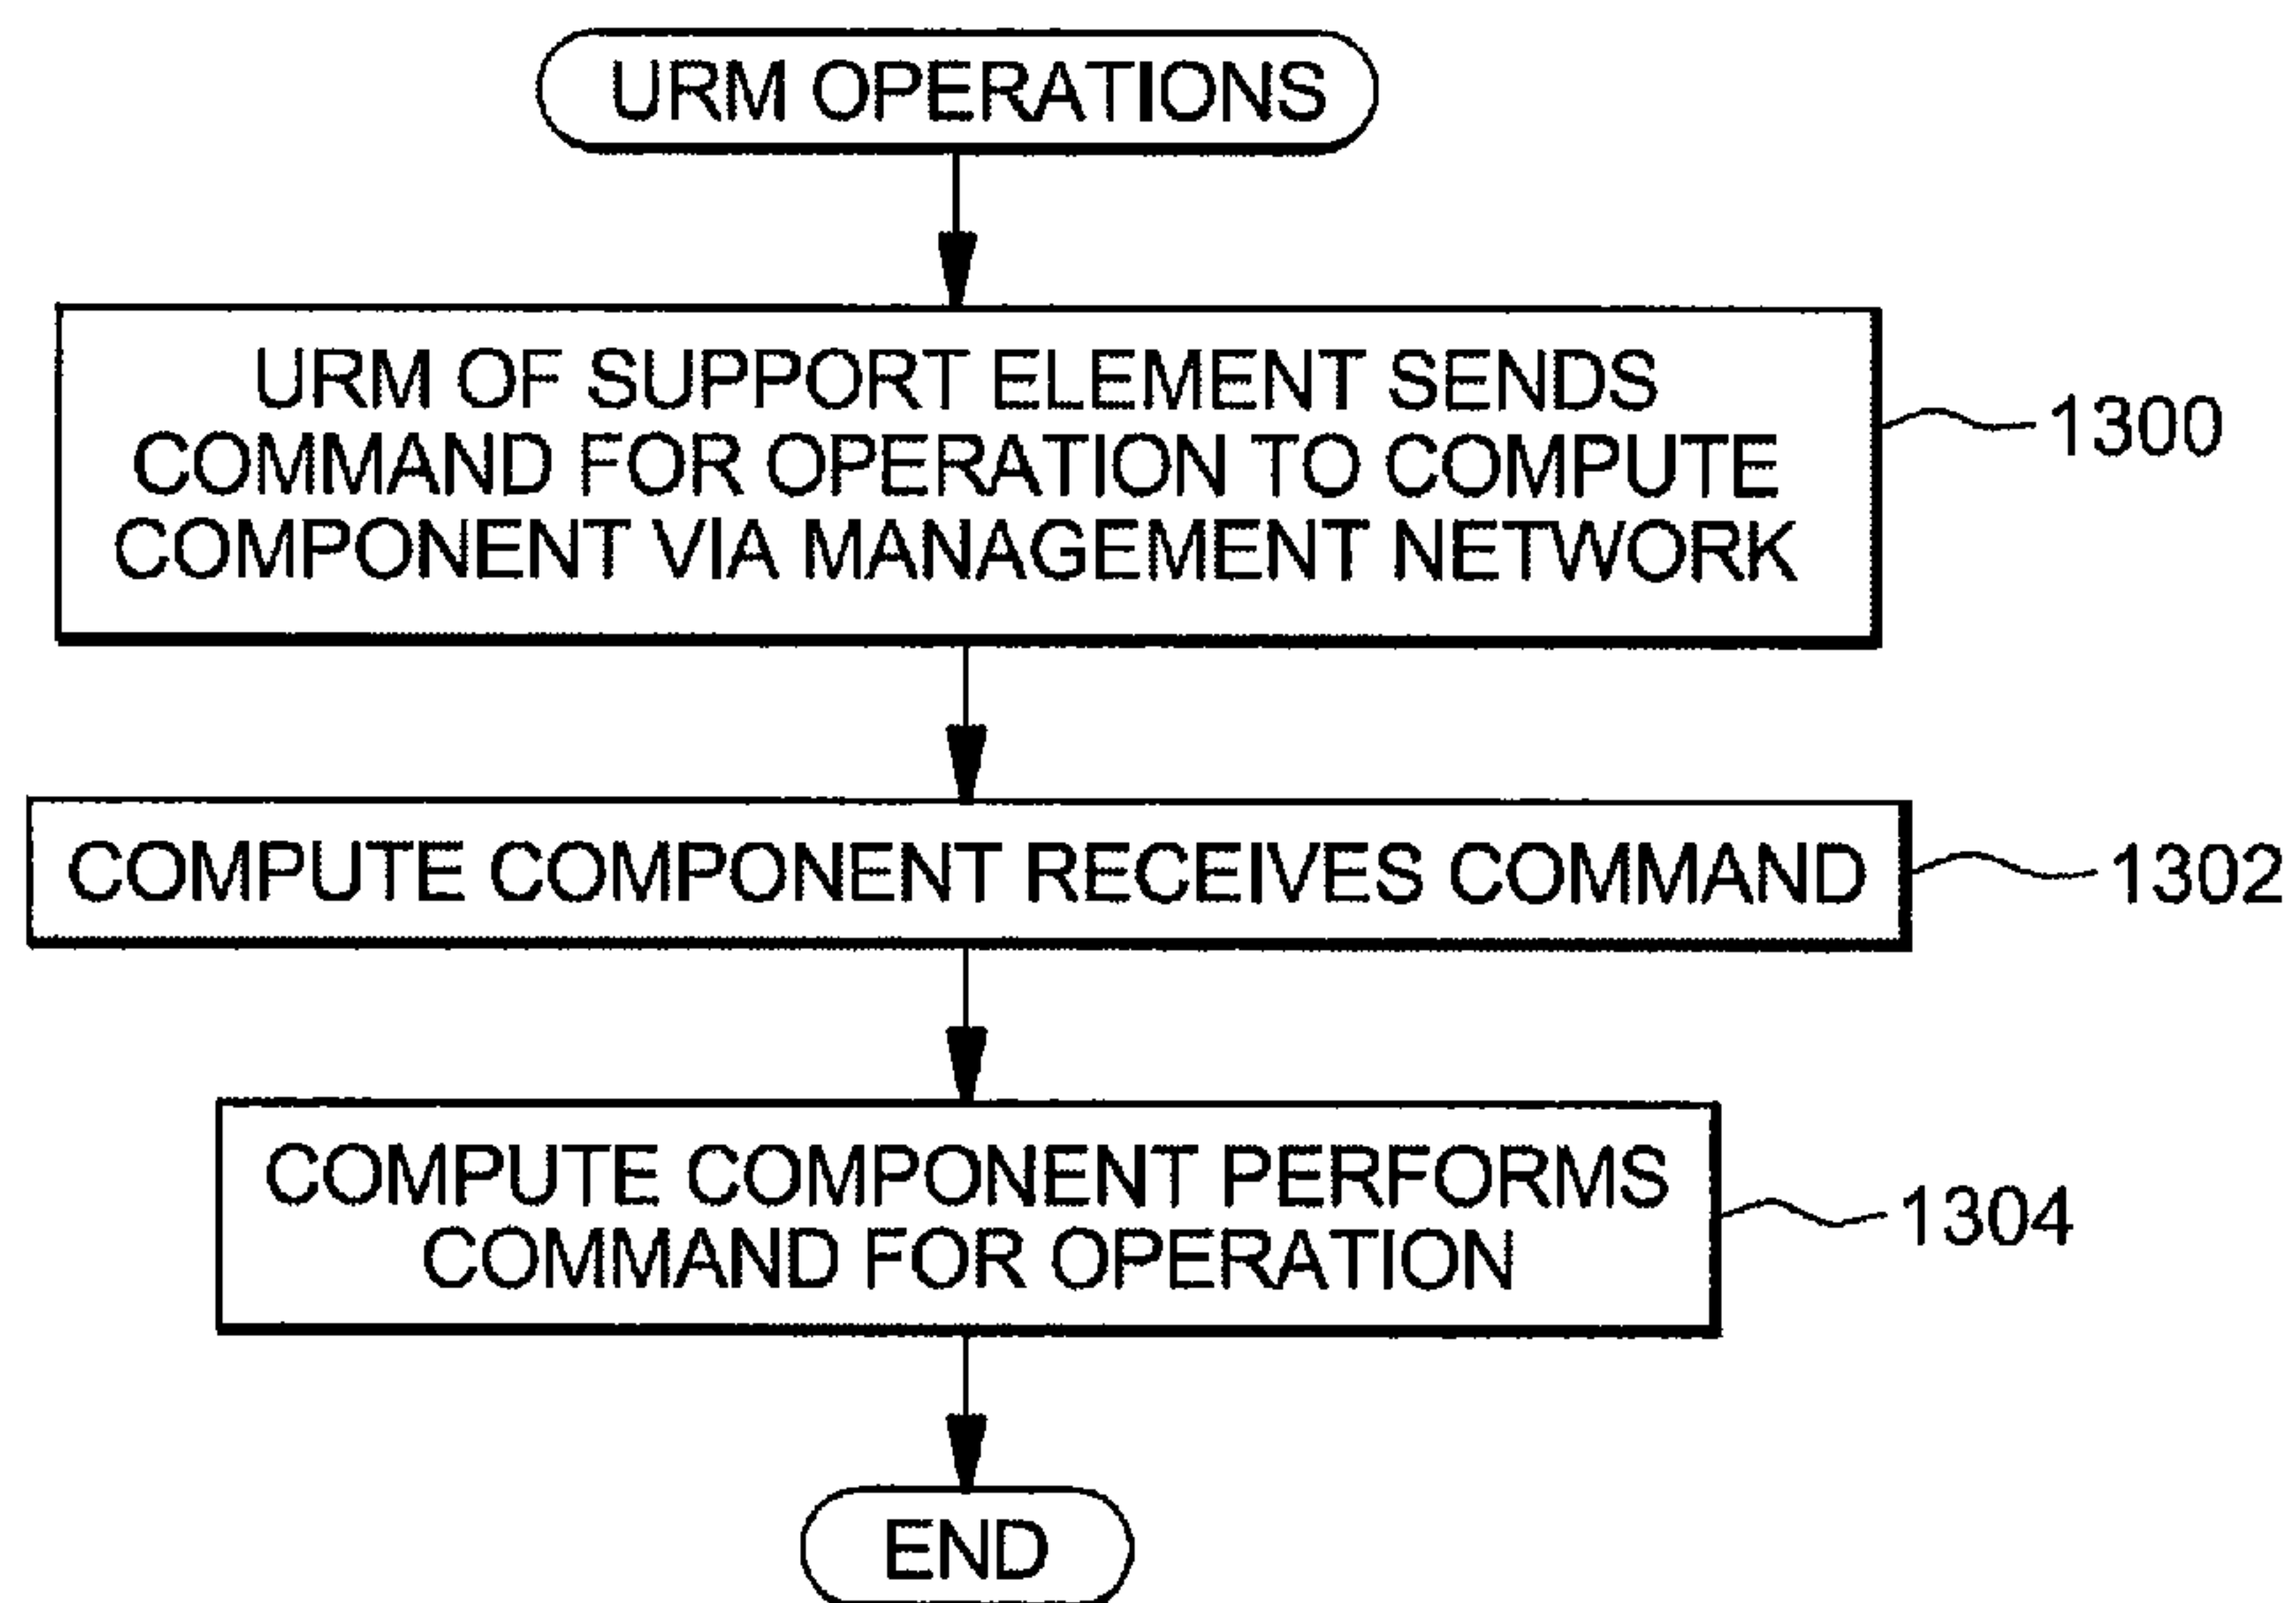 URM OPERATIONS
URM OF SUPPORT ELEMENT SENDS
COMMAND FOR OPERATION TO COMPUTE
COMPONENT VIA MANAGEMENT NETWORK
1300
COMPUTE COMPONENT RECEIVES COMMAND
1302
COMPUTE COMPONENT PERFORMS
COMMAND FOR OPERATION
1304
END